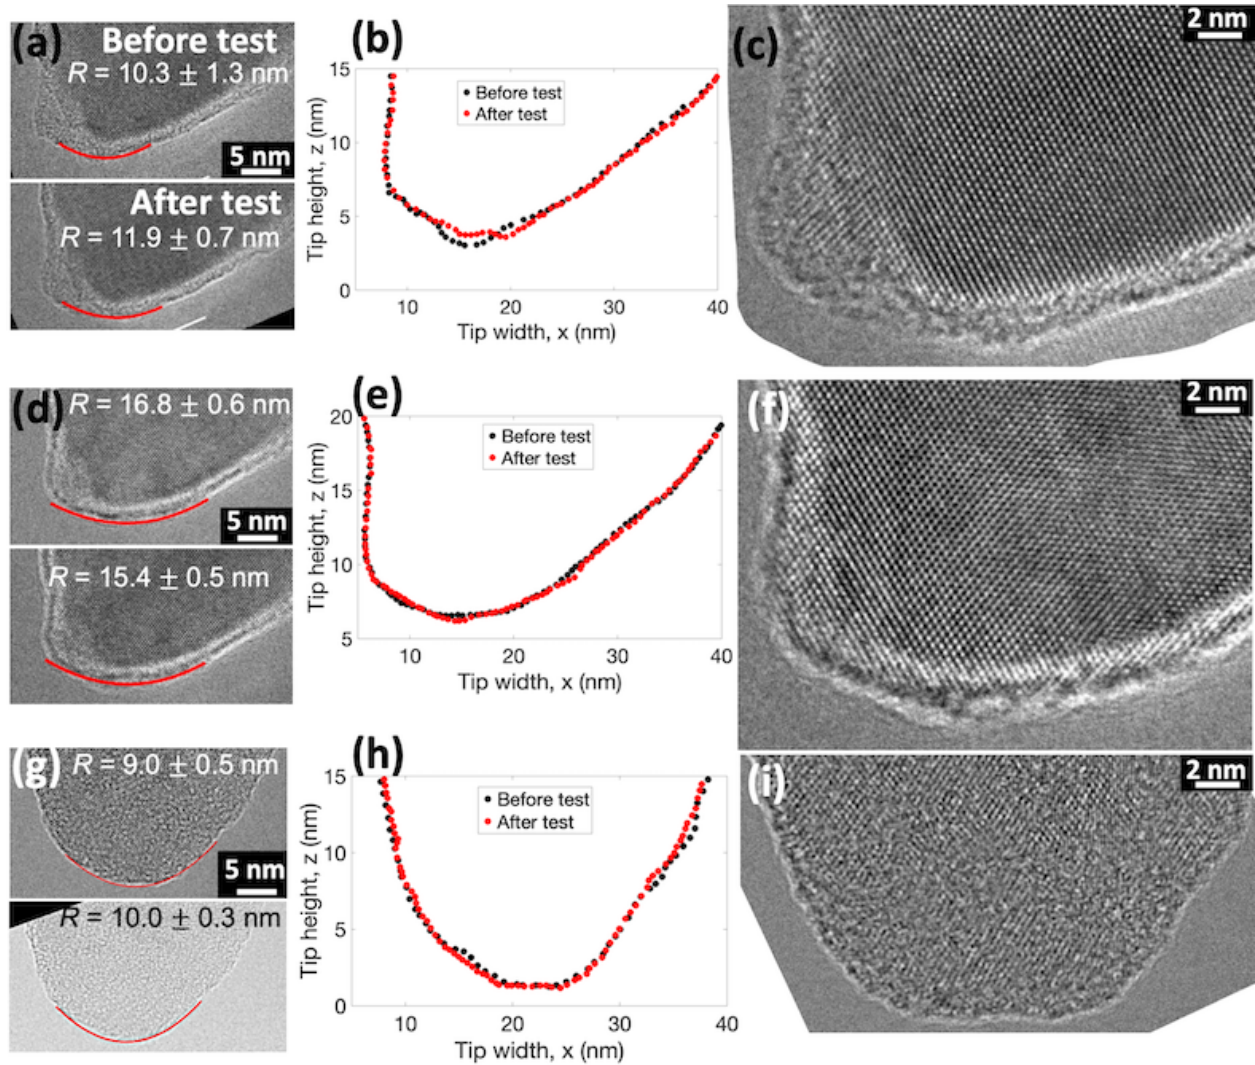 (a)
Before test
R = 10.3 ± 1.3 nm
5 nm
After test
R = 11.9 ± 0.7 nm
(b)
15
10
5
0
Before test
After test
10
20
30
40
Tip height, z (nm)
Tip width, x (nm)
(c)
2 nm
(d)
R = 16.8 ± 0.6 nm
5 nm
R = 15.4 ± 0.5 nm
(e)
20
15
10
5
Before test
After test
10
20
30
40
Tip height, z (nm)
Tip width, x (nm)
(f)
2 nm
(g)
R = 9.0 ± 0.5 nm
5 nm
R = 10.0 ± 0.3 nm
(h)
15
10
5
0
Before test
After test
10
20
30
40
Tip height, z (nm)
Tip width, x (nm)
(i)
2 nm